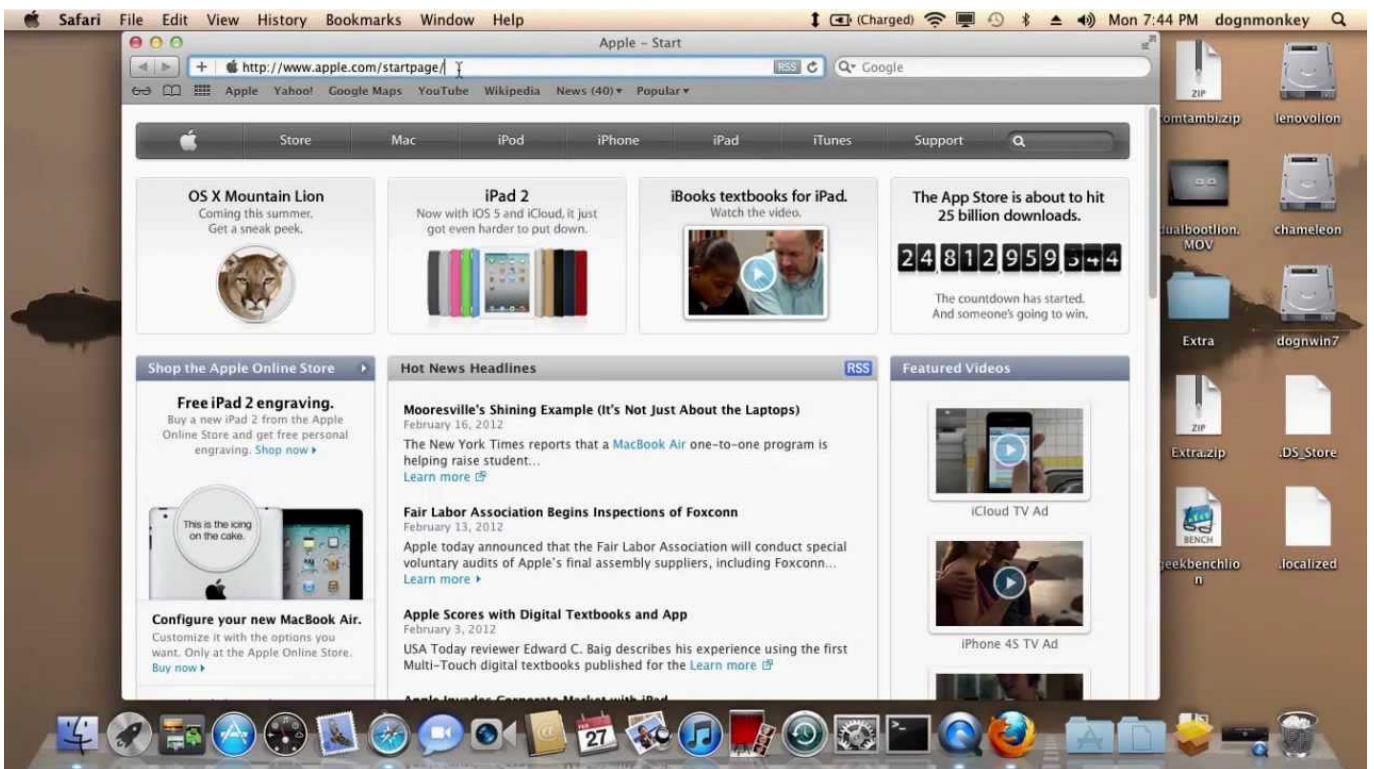 Safari File Edit View History Bookmarks Window Help (Charged) Mon 7:44 PM dognmonkey
Apple – Start
http://www.apple.com/startpage/ RSS Google
Apple Yahoo! Google Maps YouTube Wikipedia News (40) Popular
Store Mac iPod iPhone iPad iTunes Support
OS X Mountain Lion
Coming this summer.
Get a sneak peek.
iPad 2
Now with iOS 5 and iCloud, it just
got even harder to put down.
iBooks textbooks for iPad.
Watch the video.
The App Store is about to hit
25 billion downloads.
24,812,959,
The countdown has started.
And someone's going to win.
Shop the Apple Online Store
Free iPad 2 engraving.
Buy a new iPad 2 from the Apple
Online Store and get free personal
engraving. Shop now
This is the icing
on the cake.
Configure your new MacBook Air.
Customize it with the options you
want. Only at the Apple Online Store.
Buy now
Hot News Headlines RSS
Mooresville's Shining Example (It's Not Just About the Laptops)
February 16, 2012
The New York Times reports that a MacBook Air one-to-one program is
helping raise student...
Learn more
Fair Labor Association Begins Inspections of Foxconn
February 13, 2012
Apple today announced that the Fair Labor Association will conduct special
voluntary audits of Apple's final assembly suppliers, including Foxconn...
Learn more
Apple Scores with Digital Textbooks and App
February 3, 2012
USA Today reviewer Edward C. Baig describes his experience using the first
Multi-Touch digital textbooks published for the Learn more
Apple Invades Corporate Market with iPad
Featured Videos
iCloud TV Ad
iPhone 4S TV Ad
ZIP
omtambi.zip
lenovolion
dualbootlion.
MOV
chameleon
Extra
dognwin7
ZIP
Extra.zip
.DS_Store
BENCH
geekbenchlio
n
.localized
27